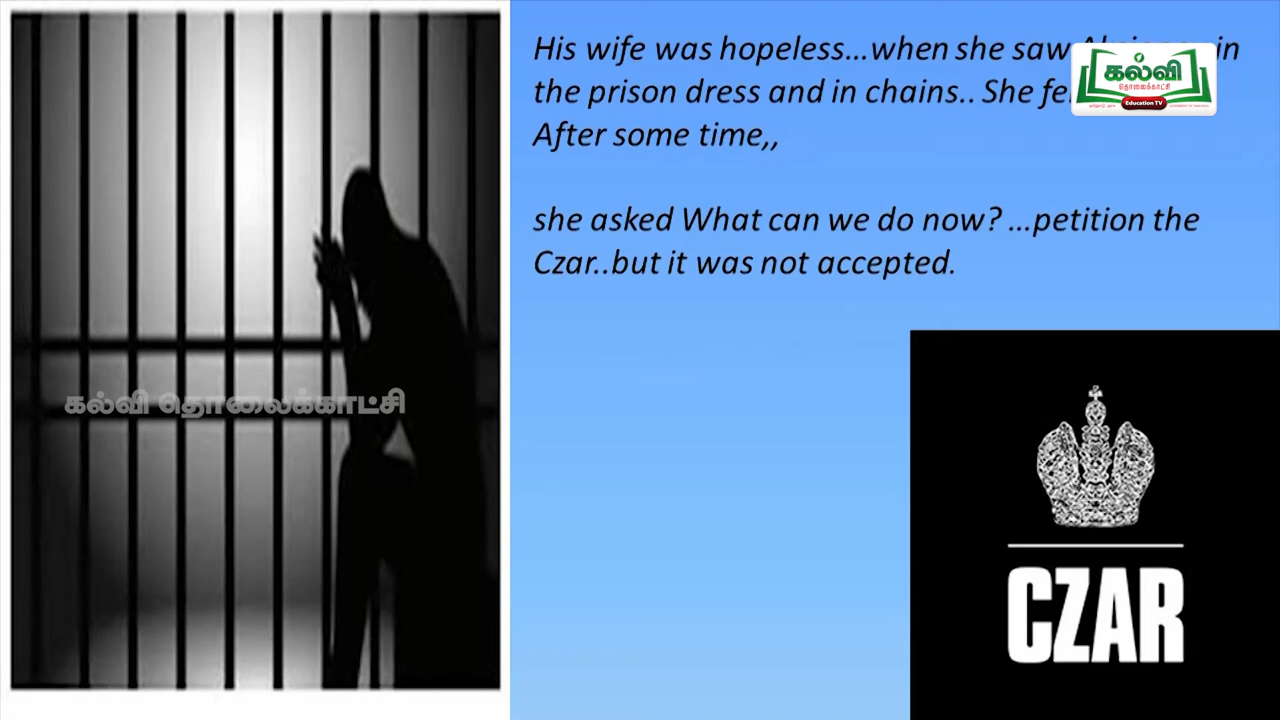 His wife was hopeless...when she saw in
the prison dress and in chains.. She
After some time,,
she asked What can we do now? ...petition the
Czar..but it was not accepted.
கல்வி
தொலைக்காட்சி
Education TV
கல்வி தொலைக்காட்சி
CZAR